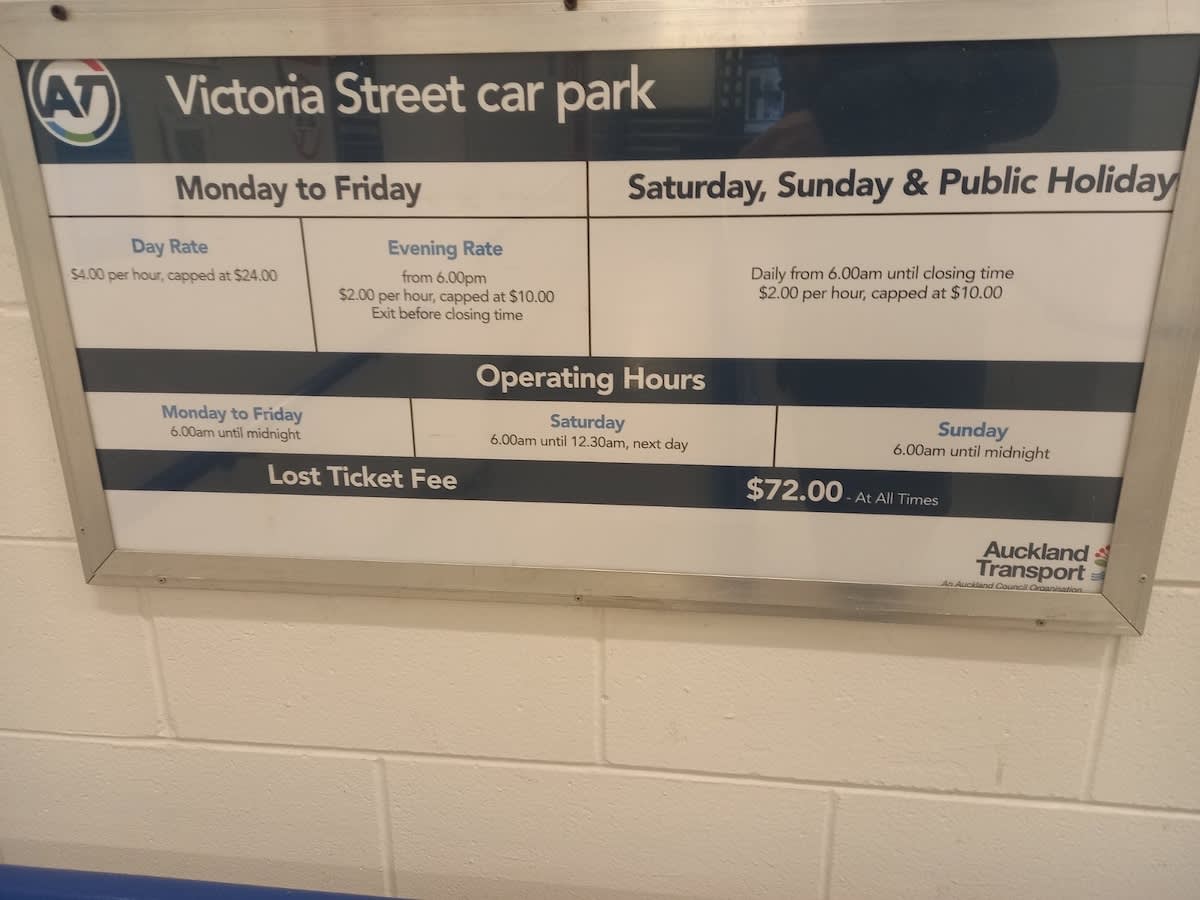 AT
Victoria Street car park
Monday to Friday
Saturday, Sunday & Public Holiday
Day Rate
$4.00 per hour, capped at $24.00
Evening Rate
from 6.00pm
$2.00 per hour, capped at $10.00
Exit before closing time
Daily from 6.00am until closing time
$2.00 per hour, capped at $10.00
Operating Hours
Monday to Friday
6.00am until midnight
Saturday
6.00am until 12.30am, next day
Sunday
6.00am until midnight
Lost Ticket Fee
$72.00 - At All Times
Auckland
Transport
An Auckland Council Organisation